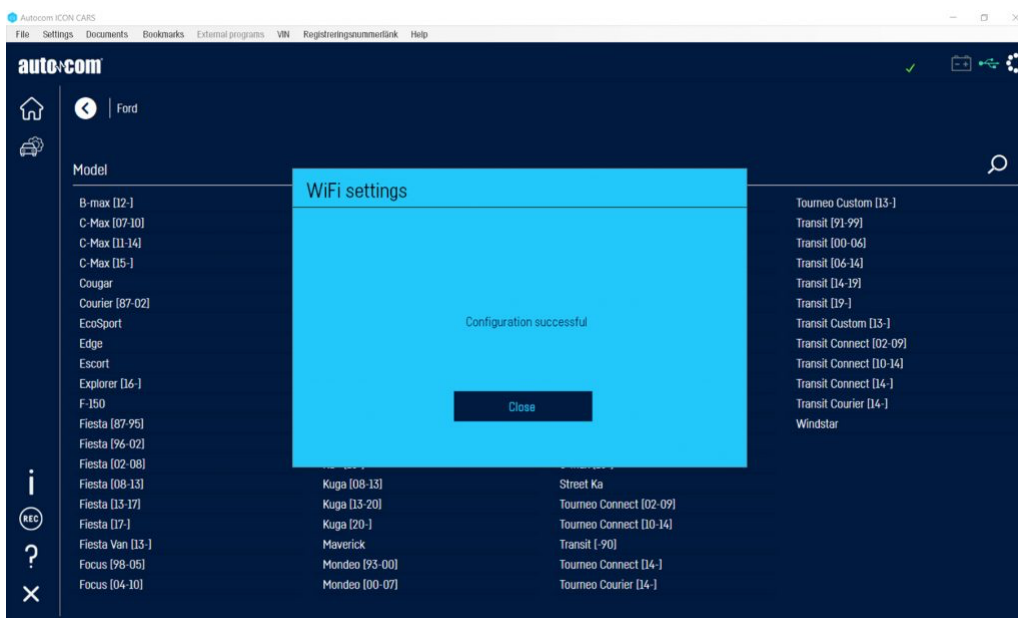 Autocom ICON CARS
File Settings Documents Bookmarks External programs VIN Registreringsnummerlänk Help
autocom
Ford
Model
B-max [12-]
C-Max [07-10]
C-Max [11-14]
C-Max [15-]
Cougar
Courier [87-02]
EcoSport
Edge
Escort
Explorer [16-]
F-150
Fiesta [87-95]
Fiesta [96-02]
Fiesta [02-08]
Fiesta [08-13]
Fiesta [13-17]
Fiesta [17-]
Fiesta Van [13-]
Focus [98-05]
Focus [04-10]
WiFi settings
Configuration successful
Close
Kuga [08-13]
Kuga [13-20]
Kuga [20-]
Maverick
Mondeo [93-00]
Mondeo [00-07]
Street Ka
Tourneo Connect [02-09]
Tourneo Connect [10-14]
Transit [-90]
Tourneo Connect [14-]
Tourneo Courier [14-]
Tourneo Custom [13-]
Transit [91-99]
Transit [00-06]
Transit [06-14]
Transit [14-19]
Transit [19-]
Transit Custom [13-]
Transit Connect [02-09]
Transit Connect [10-14]
Transit Connect [14-]
Transit Courier [14-]
Windstar
REC